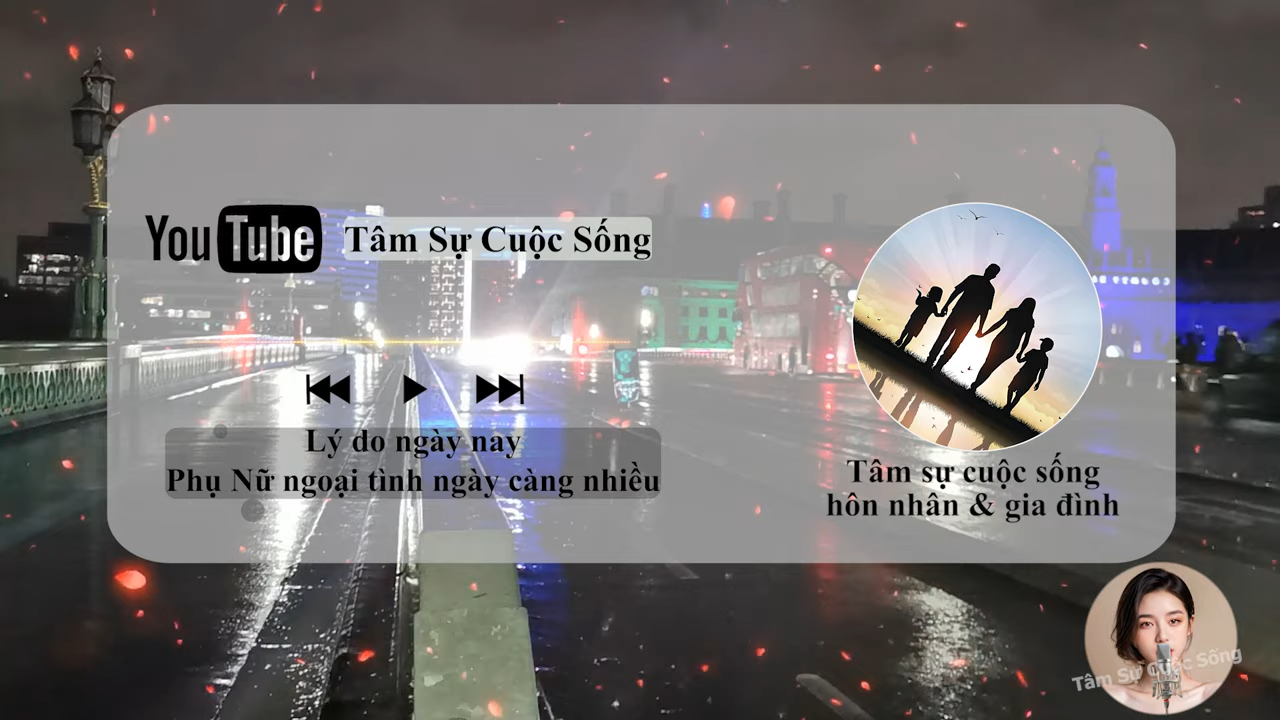 YouTube
Tâm Sự Cuộc Sống
Lý do ngày nay
Phụ Nữ ngoại tình ngày càng nhiều
Tâm sự cuộc sống
hôn nhân & gia đình
Tâm Sự Cuộc Sống